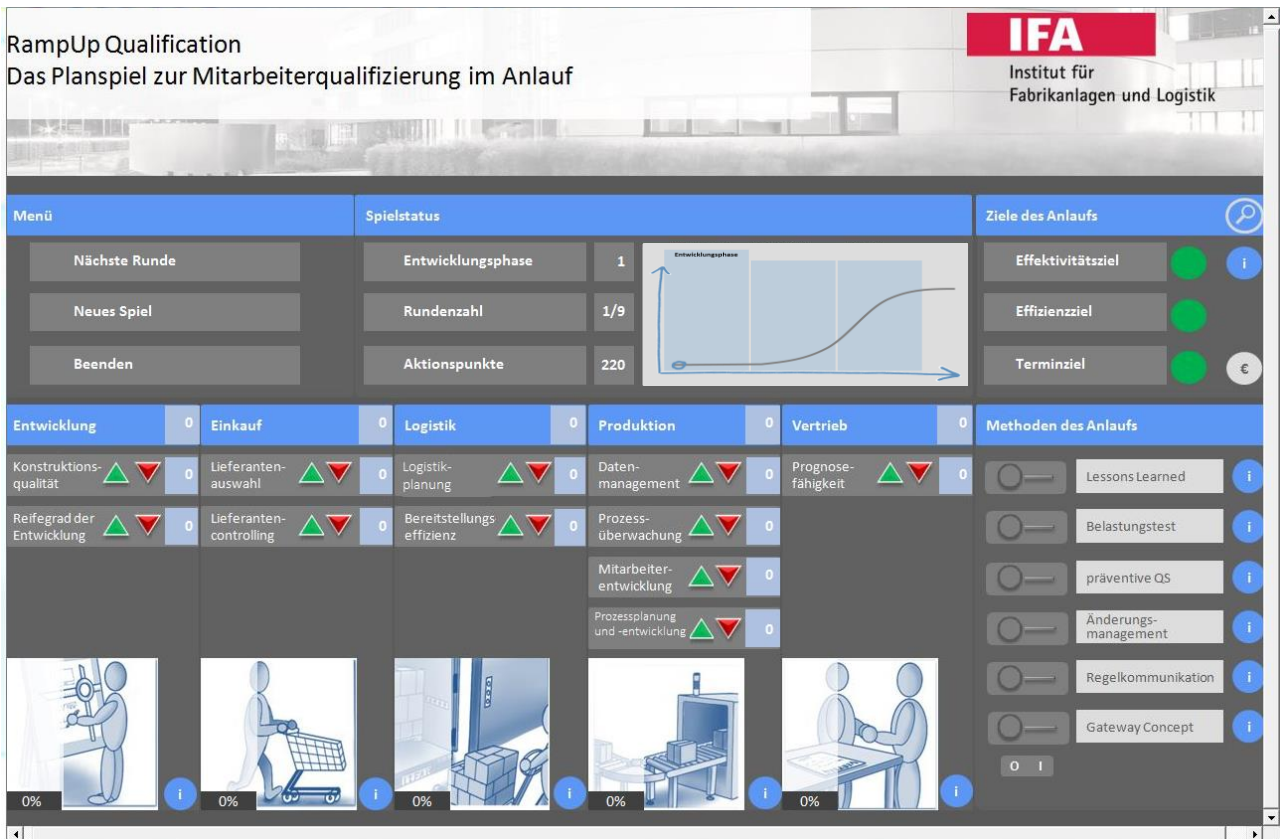 RampUp Qualification
Das Planspiel zur Mitarbeiterqualifizierung im Anlauf
IFA
Institut für
Fabrikanlagen und Logistik
Menü
Spielstatus
Ziele des Anlaufs
Nächste Runde
Entwicklungsphase
1
Entwicklungsphase
Effektivitätsziel
i
Neues Spiel
Rundenzahl
1/9
Effizienzziel
Beenden
Aktionspunkte
220
Terminziel
€
Entwicklung
0
Einkauf
0
Logistik
0
Produktion
0
Vertrieb
0
Methoden des Anlaufs
Konstruktions-
qualität
0
Lieferanten-
auswahl
0
Logistik-
planung
0
Daten-
management
0
Prognose-
fähigkeit
0
Lessons Learned
i
Reifegrad der
Entwicklung
0
Lieferanten-
controlling
0
Bereitstellungs
effizienz
0
Prozess-
überwachung
0
Belastungstest
i
Mitarbeiter-
entwicklung
0
präventive QS
i
Prozessplanung
und -entwicklung
0
Änderungs-
management
i
Regelkommunikation
i
Gateway Concept
i
O I
0%
i
0%
i
0%
i
0%
i
0%
i